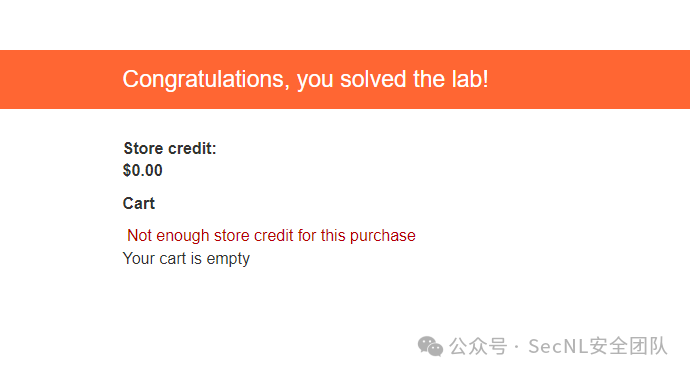 Congratulations, you solved the lab!
Store credit:
$0.00
Cart
Not enough store credit for this purchase
Your cart is empty
公众号 · SecNL安全团队